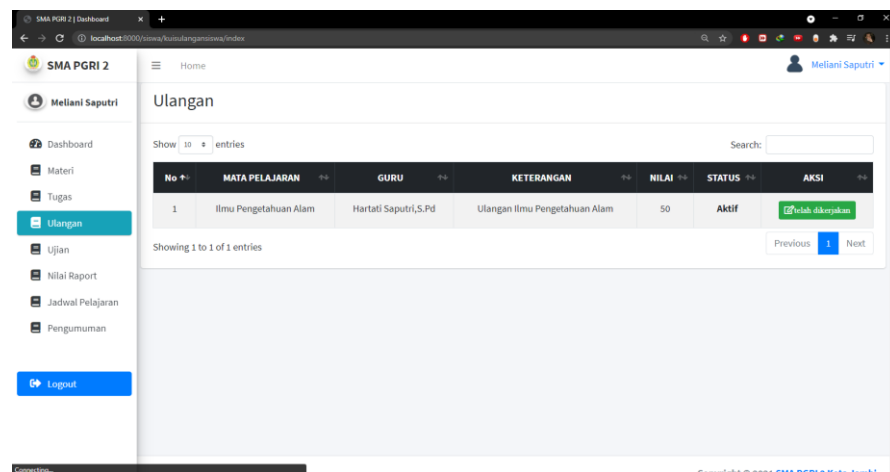 SMA PGRI 2 | Dashboard
localhost:8000/siswa/kuisulangansiswa/index
SMA PGRI 2
Home
Meliani Saputri
Meliani Saputri
Ulangan
Dashboard
Materi
Tugas
Ulangan
Ujian
Nilai Raport
Jadwal Pelajaran
Pengumuman
Logout
Show 10 entries
Search:
No MATA PELAJARAN GURU KETERANGAN NILAI STATUS AKSI
1 Ilmu Pengetahuan Alam Hartati Saputri,S.Pd Ulangan Ilmu Pengetahuan Alam 50 Aktif telah dikerjakan
Showing 1 to 1 of 1 entries
Previous 1 Next
Connecting...